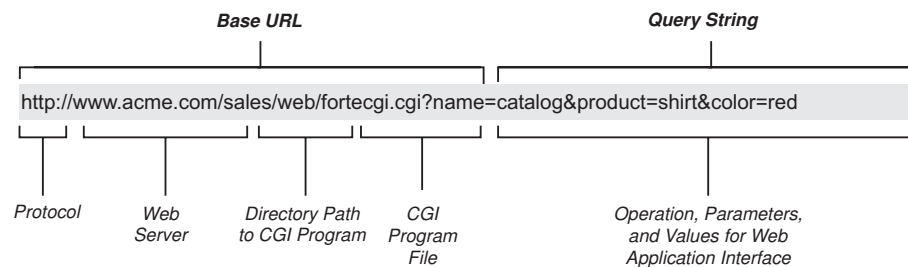 Base URL
Query String
http://www.acme.com/sales/web/fortecgi.cgi?name=catalog&product=shirt&color=red
Protocol
Web
Server
Directory Path
to CGI Program
CGI
Program
File
Operation, Parameters,
and Values for Web
Application Interface